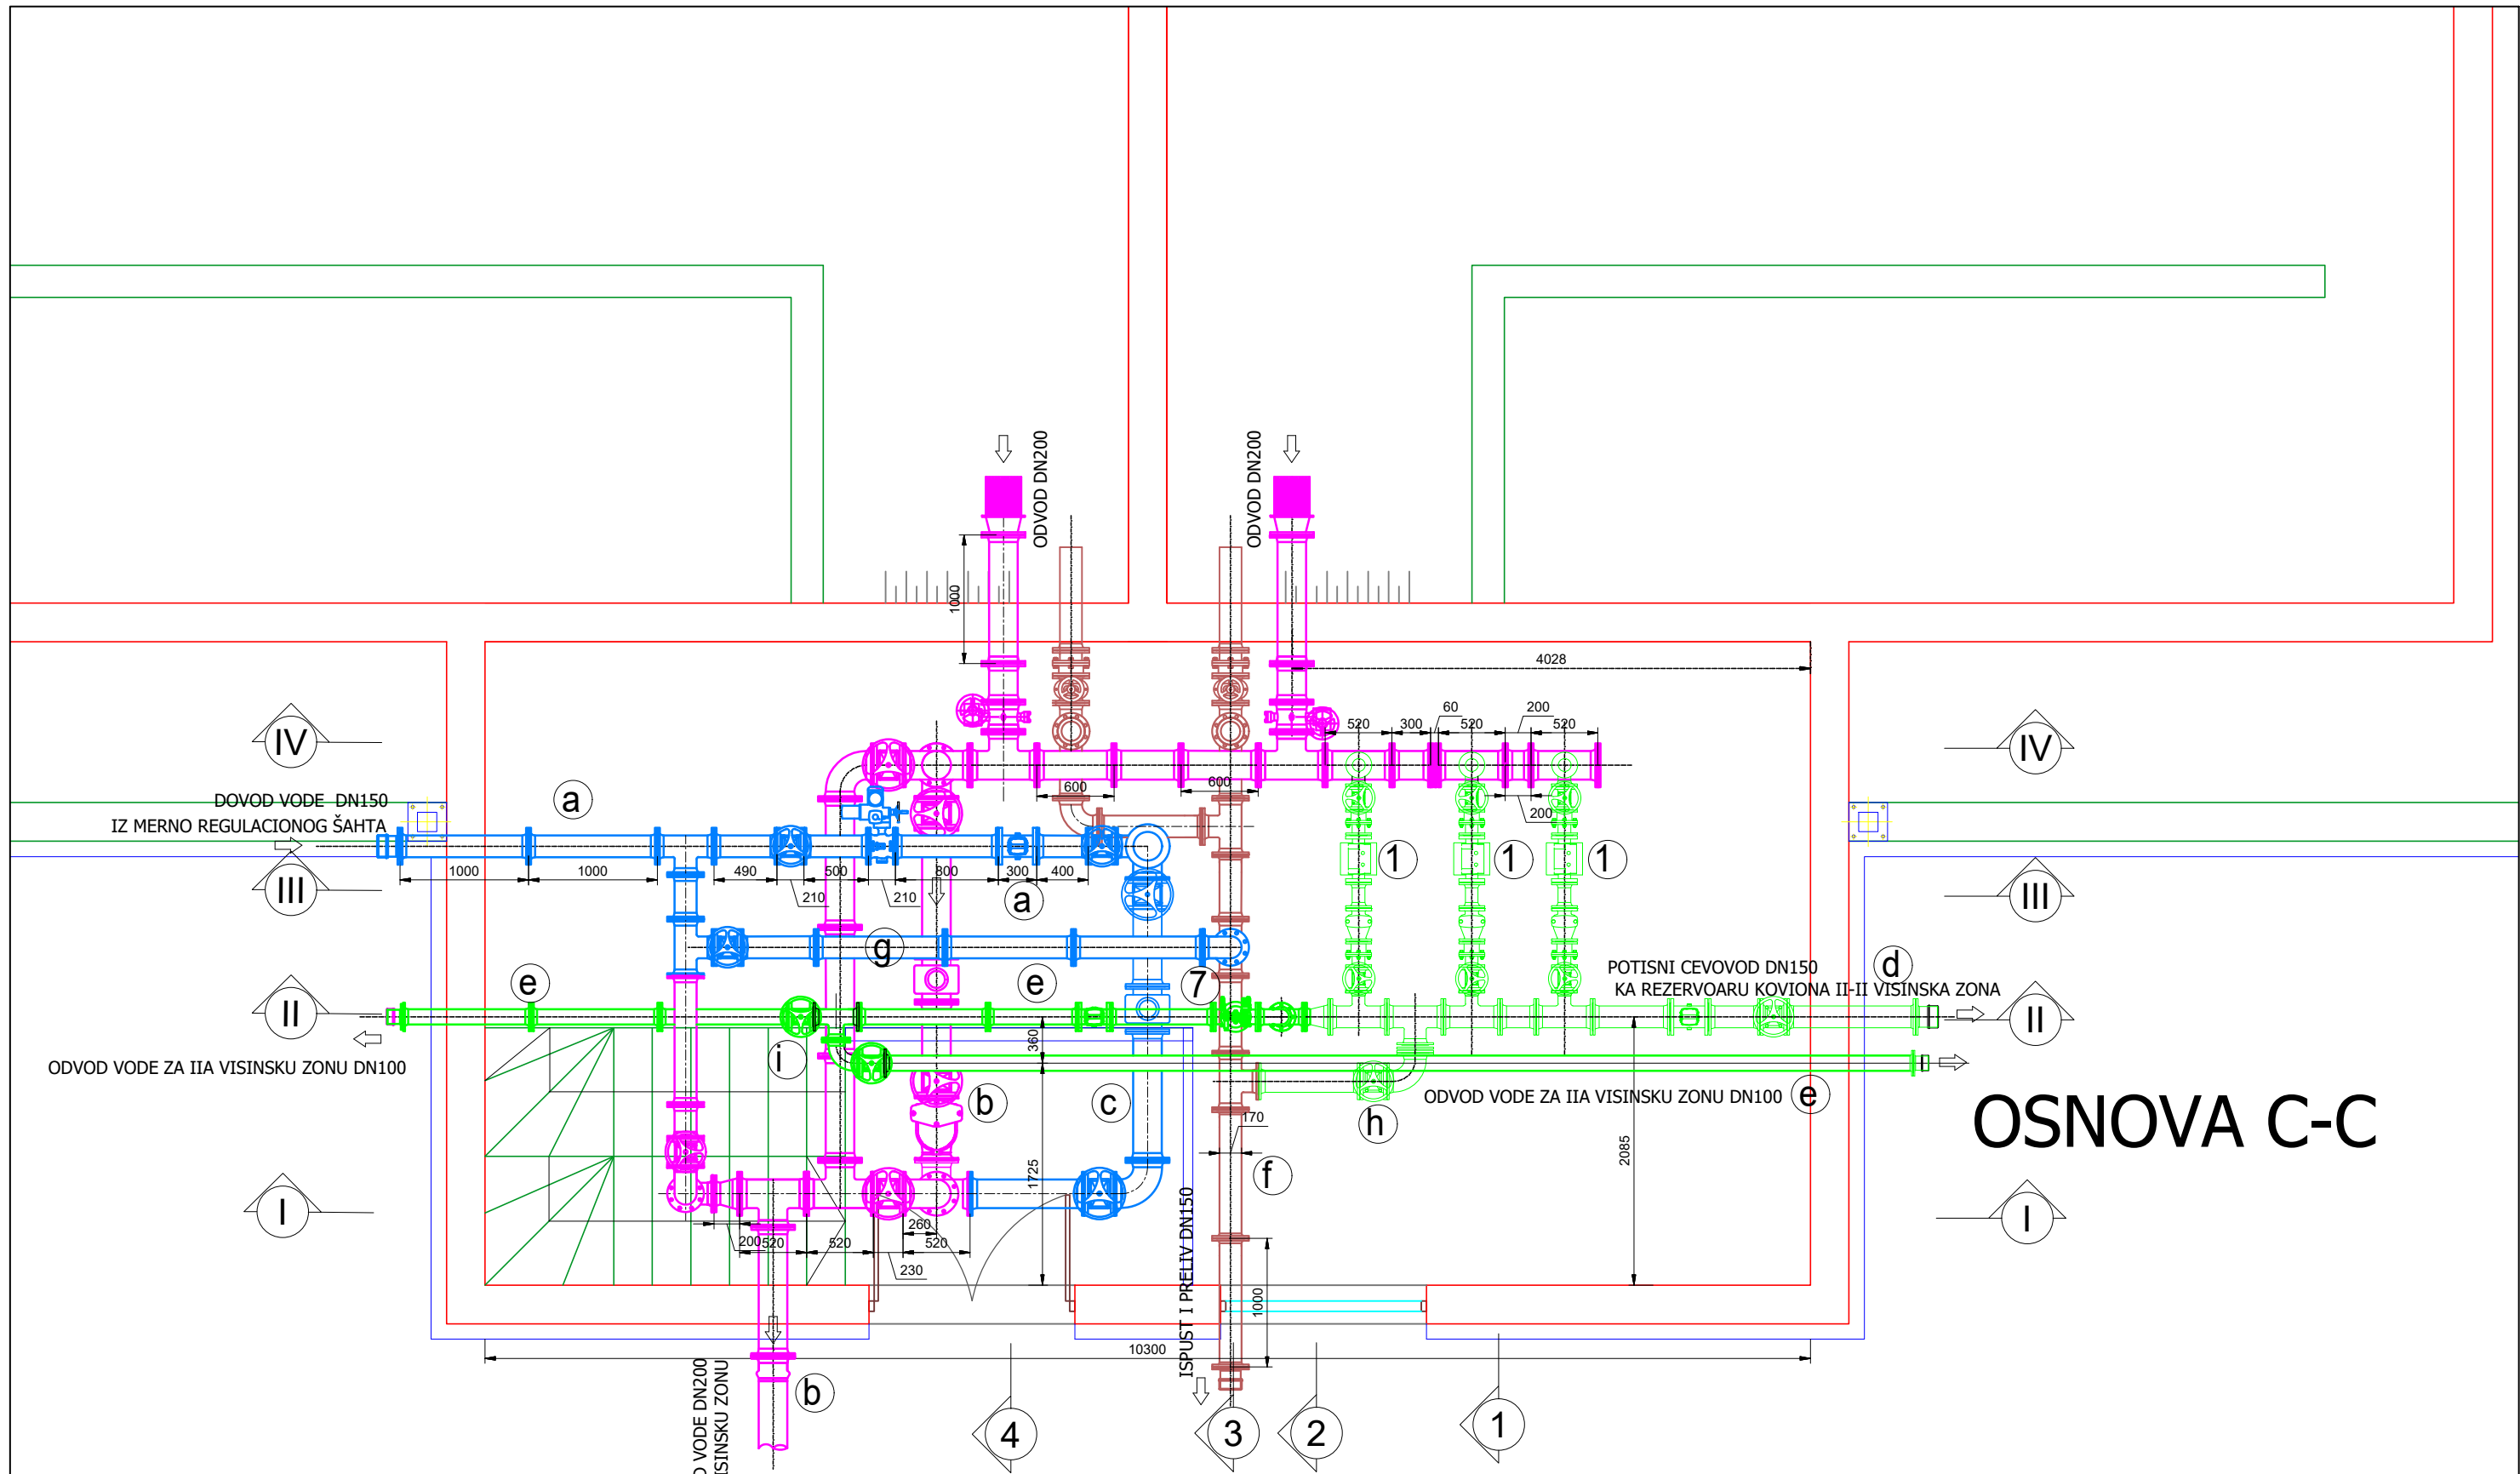 ODVOD DN200
ODVOD DN200
1000
4028
IV
520
300
60
520
200
520
IV
a
DOVOD VODE DN150
IZ MERNO REGULACIONOG ŠAHTA
600
600
200
1
1
1
III
1000
1000
490
210
500
210
800
300
400
a
III
g
e
e
7
POTISNI CEVOVOD DN150
KA REZERVOARU KOVIONA II-II VISINSKA ZONA
d
II
II
360
i
ODVOD VODE ZA IIA VISINSKU ZONU DN100
b
c
h
ODVOD VODE ZA IIA VISINSKU ZONU DN100
e
OSNOVA C-C
170
f
1725
2085
I
I
200
520
520
260
520
230
ISPUST I PRELIV DN150
1000
10300
b
VODE DN200
ISINSKU ZONU
4
3
2
1